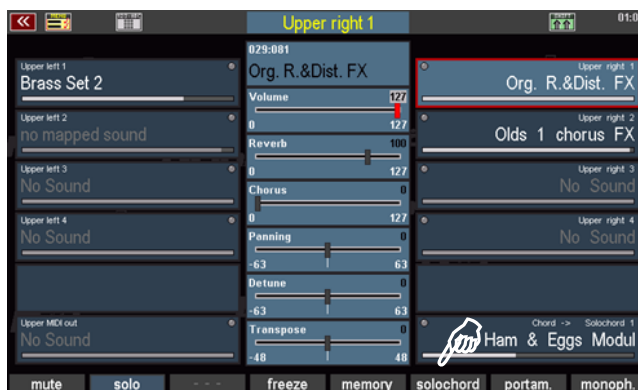 Upper right 1
01:0
Upper left 1
Brass Set 2
Upper left 2
no mapped sound
Upper left 3
No Sound
Upper left 4
No Sound
Upper MIDI out
No Sound
029:081
Org. R.&Dist. FX
Volume 127
0 127
Reverb 100
0 127
Chorus 0
0 127
Panning 0
-63 63
Detune 0
-63 63
Transpose 0
-48 48
Upper right 1
Org. R.&Dist. FX
Upper right 2
Olds 1 chorus FX
Upper right 3
No Sound
Upper right 4
No Sound
Chord -> Solochord 1
Ham & Eggs Modul
mute solo - - - freeze memory solochord portam. monoph.